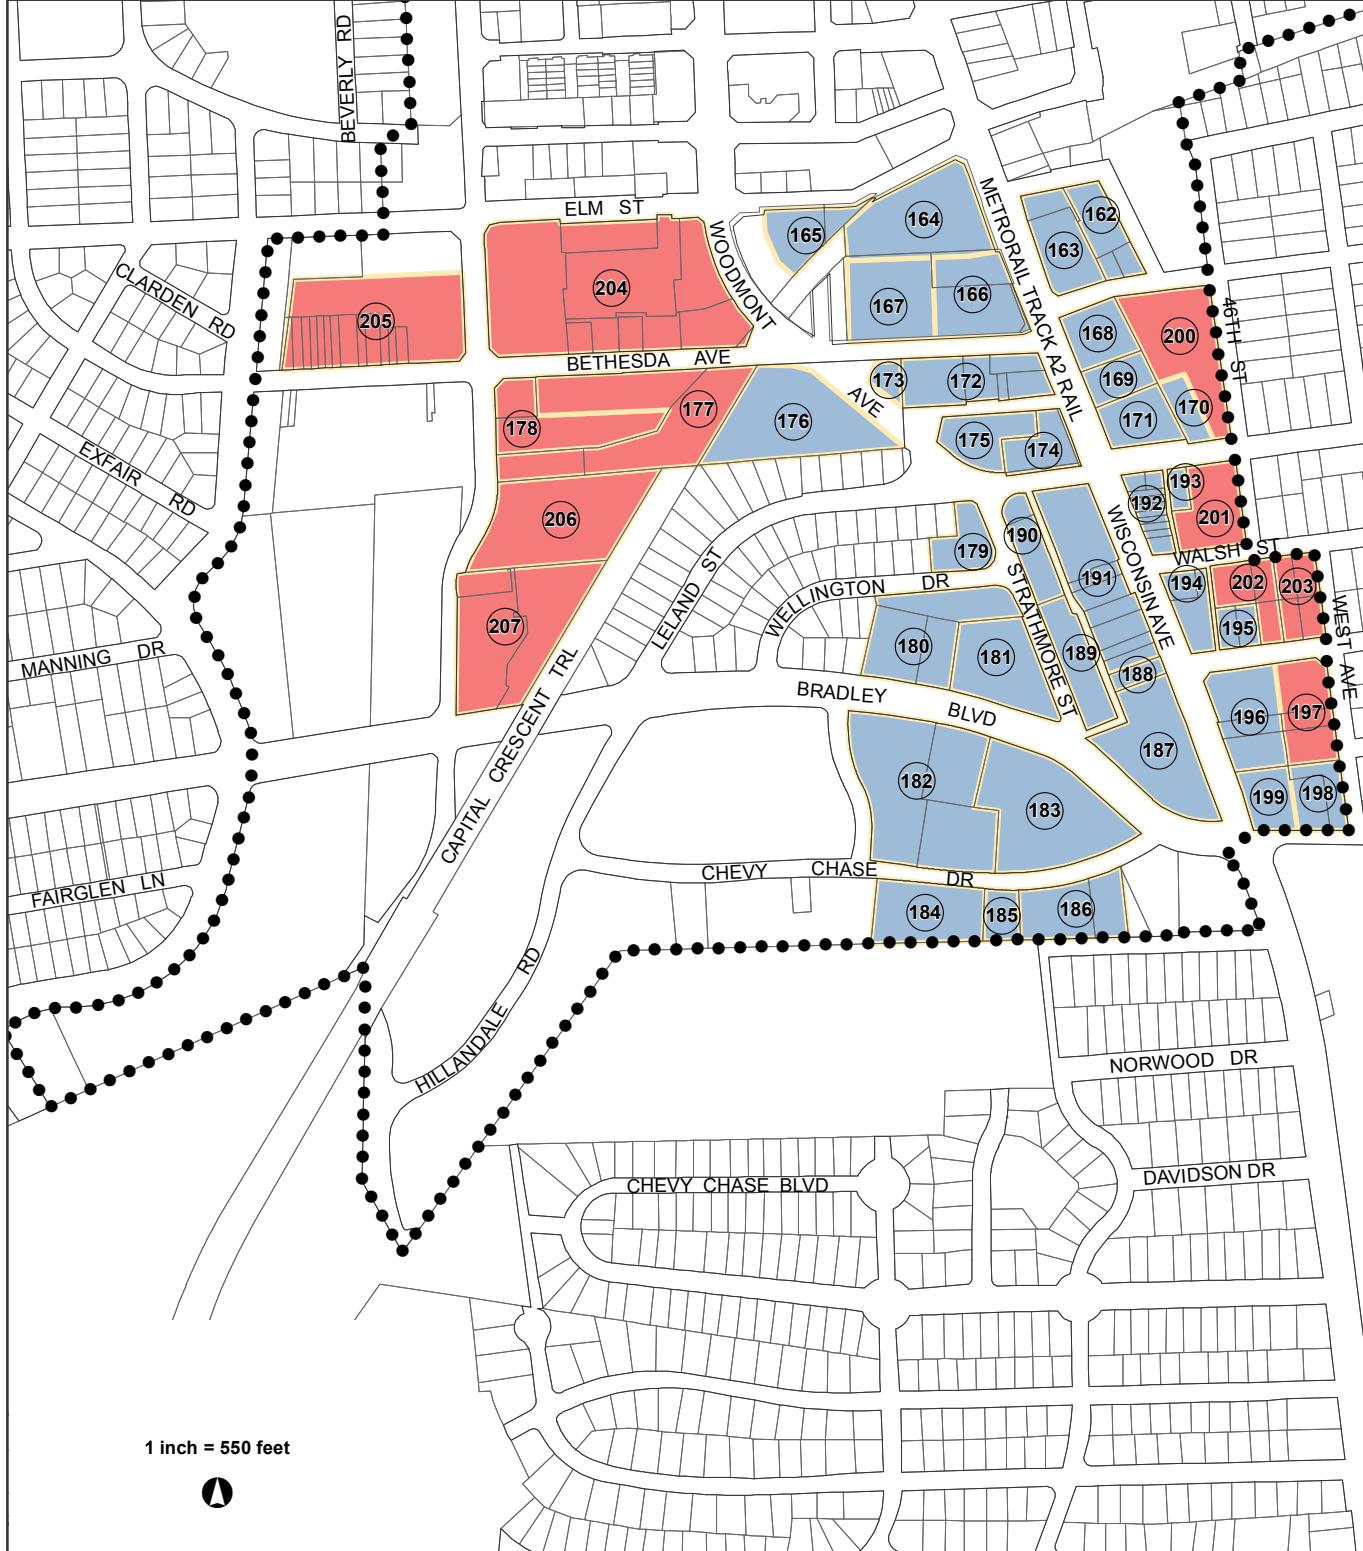 BEVERLY RD
ELM ST
WOODMONT
AVE
METRORAIL TRACK A2 RAIL
CLARDEN RD
46TH ST
BETHESDA AVE
EXFAIR RD
WISCONSIN AVE
WALSH ST
LELAND ST
WELLINGTON DR
STRATHMORE ST
WEST AVE
MANNING DR
BRADLEY BLVD
CAPITAL CRESCENT TRL
CHEVY CHASE DR
FAIRGLEN LN
HILLANDALE RD
NORWOOD DR
DAVIDSON DR
CHEVY CHASE BLVD
162
163
164
165
166
167
168
169
170
171
172
173
174
175
176
177
178
179
180
181
182
183
184
185
186
187
188
189
190
191
192
193
194
195
196
197
198
199
200
201
202
203
204
205
206
207
1 inch = 550 feet